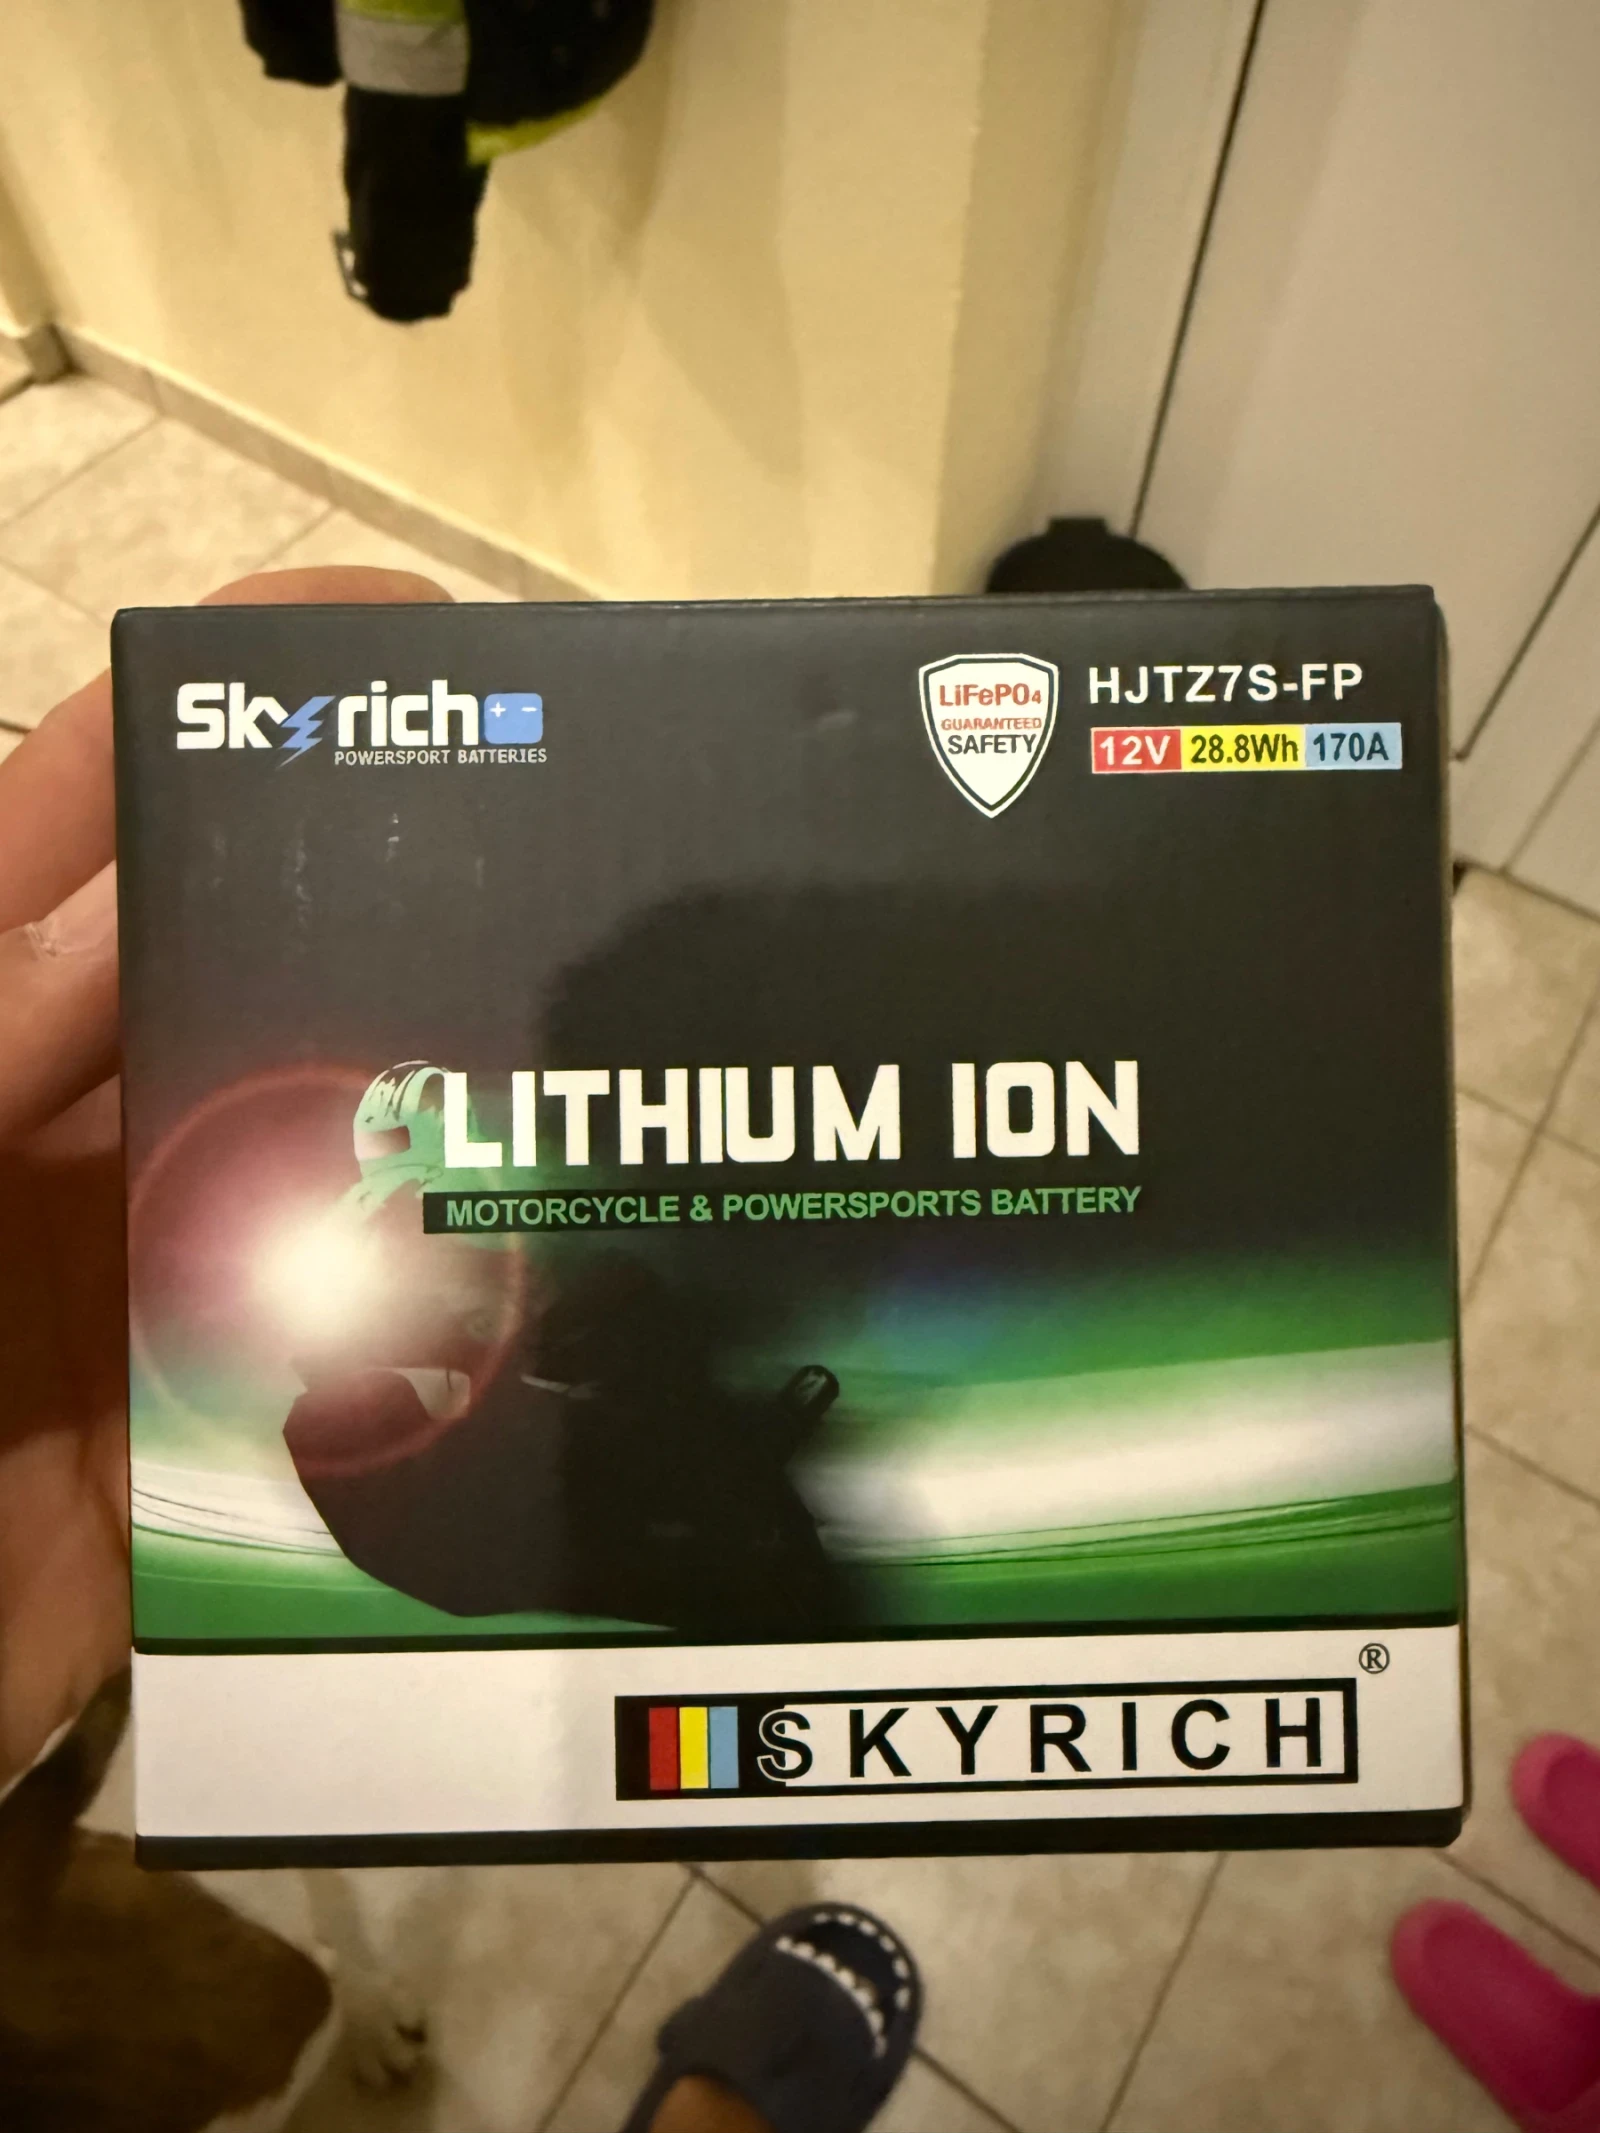 Skyrich + -
POWERSPORT BATTERIES
LiFePO4
GUARANTEED
SAFETY
HJTZ7S-FP
12V 28.8Wh 170A
LITHIUM ION
MOTORCYCLE & POWERSPORTS BATTERY
SKYRICH ®